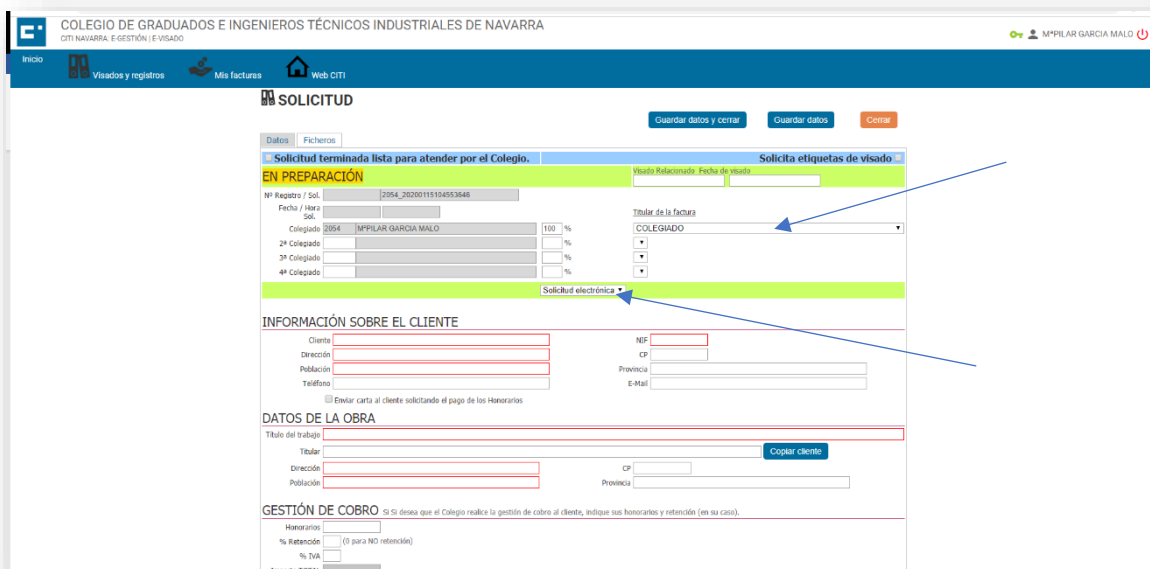 COLEGIO DE GRADUADOS E INGENIEROS TÉCNICOS INDUSTRIALES DE NAVARRA
CITI NAVARRA: E-GESTIÓN | E-VISADO
MªPILAR GARCIA MALO
Inicio Visados y registros Mis facturas Web CITI
SOLICITUD
Guardar datos y cerrar Guardar datos Cerrar
Datos Ficheros
Solicitud terminada lista para atender por el Colegio. Solicita etiquetas de visado
EN PREPARACIÓN Visado Relacionado Fecha de visado
Nº Registro / Sol. 2054_20200115104553646
Fecha / Hora
Sol. Titular de la factura
Colegiado 2054 MªPILAR GARCIA MALO 100 % COLEGIADO
2ª Colegiado %
3ª Colegiado %
4ª Colegiado %
Solicitud electrónica
INFORMACIÓN SOBRE EL CLIENTE
Cliente NIF
Dirección CP
Población Provincia
Teléfono E-Mail
Enviar carta al cliente solicitando el pago de los Honorarios
DATOS DE LA OBRA
Título del trabajo
Titular Copiar cliente
Dirección CP
Población Provincia
GESTIÓN DE COBRO SI Si desea que el Colegio realice la gestión de cobro al cliente, indique sus honorarios y retención (en su caso).
Honorarios
% Retención (0 para NO retención)
% IVA